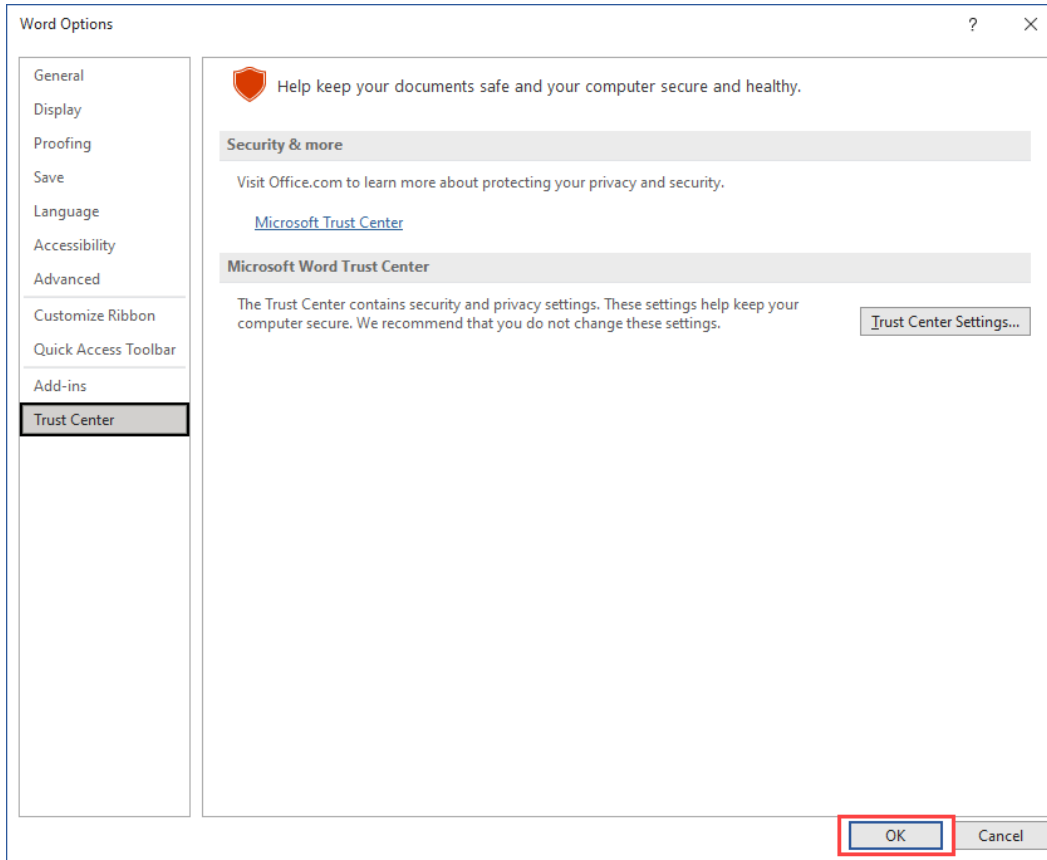 Word Options
?
General
Display
Proofing
Save
Language
Accessibility
Advanced
Customize Ribbon
Quick Access Toolbar
Add-ins
Trust Center
Help keep your documents safe and your computer secure and healthy.
Security & more
Visit Office.com to learn more about protecting your privacy and security.
Microsoft Trust Center
Microsoft Word Trust Center
The Trust Center contains security and privacy settings. These settings help keep your
computer secure. We recommend that you do not change these settings.
Trust Center Settings...
OK
Cancel